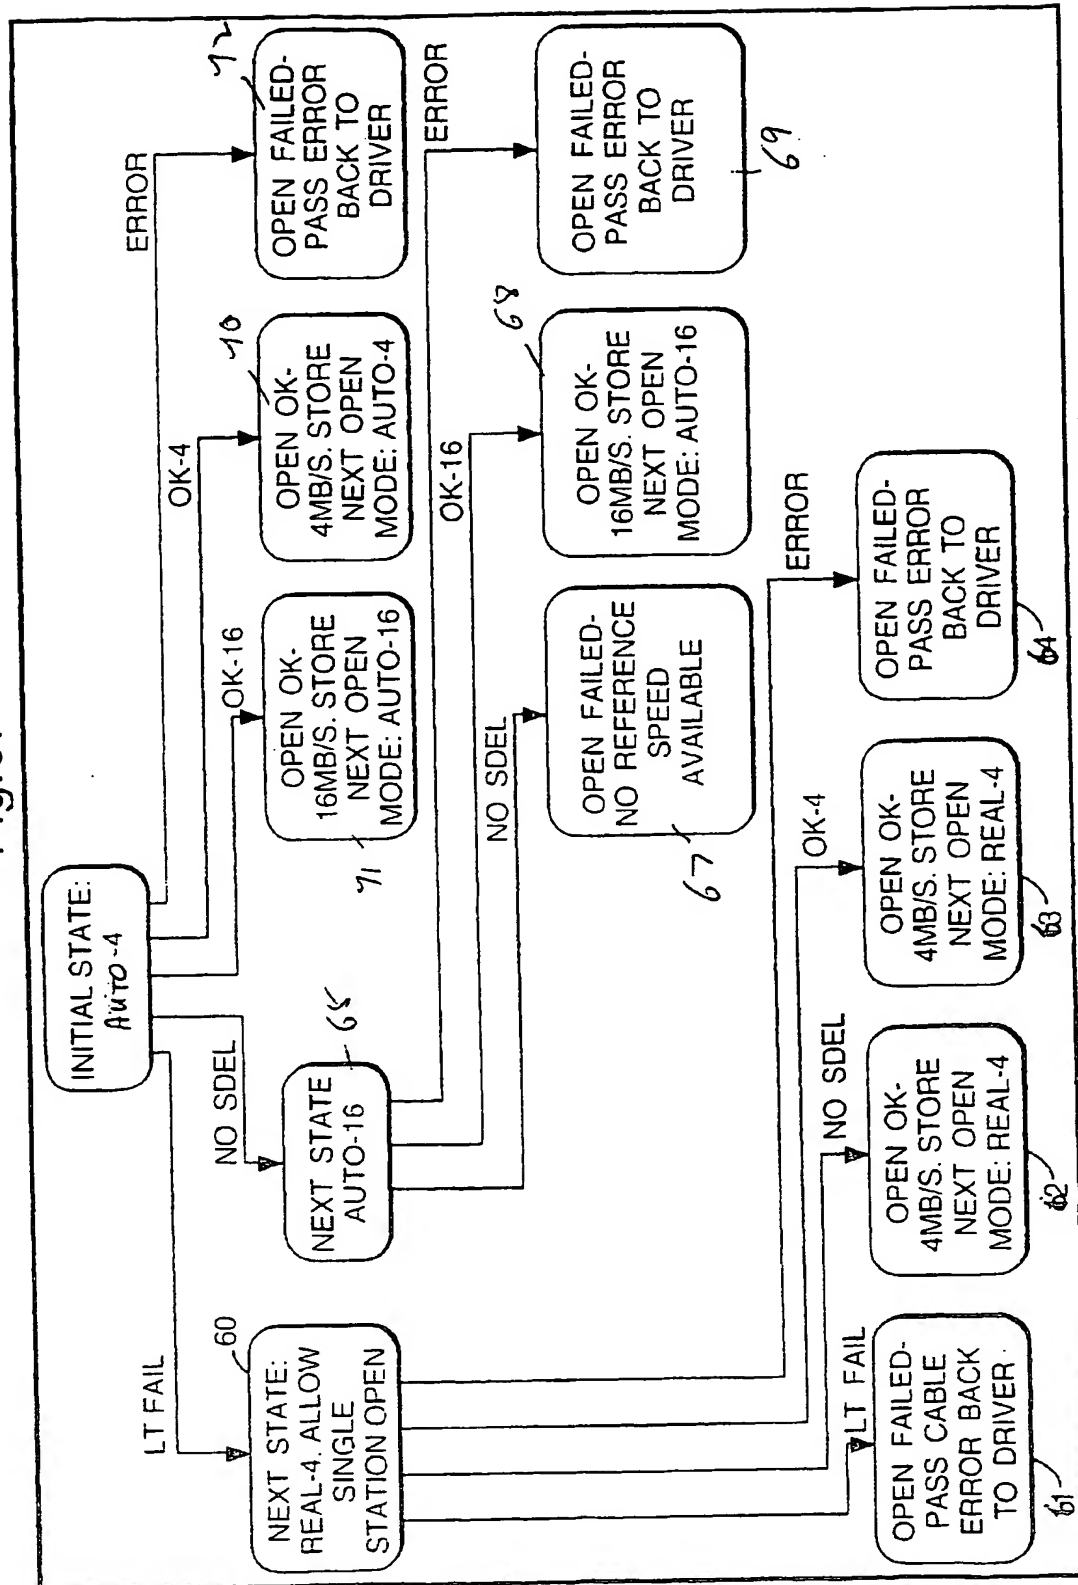 INITIAL STATE:
AUTO-4
LT FAIL
NO SDEL
OK-16
OK-4
ERROR
60
NEXT STATE:
REAL-4. ALLOW
SINGLE
STATION OPEN
NEXT STATE
AUTO-16
65
OPEN OK-
16MB/S. STORE
NEXT OPEN
MODE: AUTO-16
71
OPEN OK-
4MB/S. STORE
NEXT OPEN
MODE: AUTO-4
70
OPEN FAILED-
PASS ERROR
BACK TO
DRIVER
72
NO SDEL
OK-16
ERROR
OPEN FAILED-
NO REFERENCE
SPEED
AVAILABLE
67
OPEN OK-
16MB/S. STORE
NEXT OPEN
MODE: AUTO-16
68
OPEN FAILED-
PASS ERROR
BACK TO
DRIVER
69
LT FAIL
NO SDEL
OK-4
ERROR
OPEN FAILED-
PASS CABLE
ERROR BACK
TO DRIVER
61
OPEN OK-
4MB/S. STORE
NEXT OPEN
MODE: REAL-4
62
OPEN OK-
4MB/S. STORE
NEXT OPEN
MODE: REAL-4
63
OPEN FAILED-
PASS ERROR
BACK TO
DRIVER
64